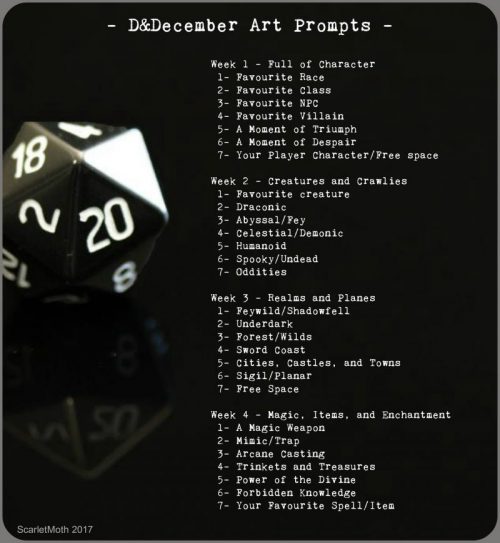 - D&December Art Prompts -
Week 1 - Full of Character
1- Favourite Race
2- Favourite Class
3- Favourite NPC
4- Favourite Villain
5- A Moment of Triumph
6- A Moment of Despair
7- Your Player Character/Free space
Week 2 - Creatures and Crawlies
1- Favourite creature
2- Draconic
3- Abyssal/Fey
4- Celestial/Demonic
5- Humanoid
6- Spooky/Undead
7- Oddities
Week 3 - Realms and Planes
1- Feywild/Shadowfell
2- Underdark
3- Forest/Wilds
4- Sword Coast
5- Cities, Castles, and Towns
6- Sigil/Planar
7- Free Space
Week 4 - Magic, Items, and Enchantment
1- A Magic Weapon
2- Mimic/Trap
3- Arcane Casting
4- Trinkets and Treasures
5- Power of the Divine
6- Forbidden Knowledge
7- Your Favourite Spell/Item
18
2
20
12
8
20
ScarletMoth 2017